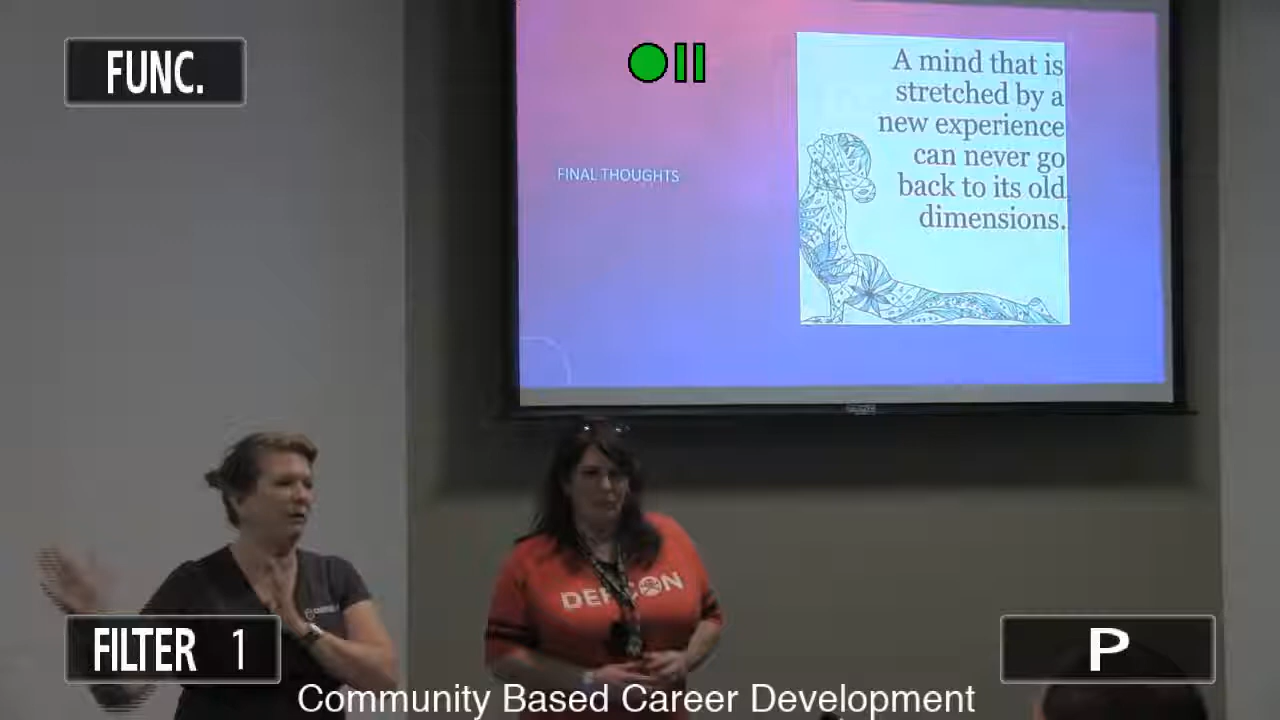 FUNC.
A mind that is
stretched by a
new experience
can never go
back to its old
dimensions.
FINAL THOUGHTS
DEFCON
FILTER 1
P
Community Based Career Development